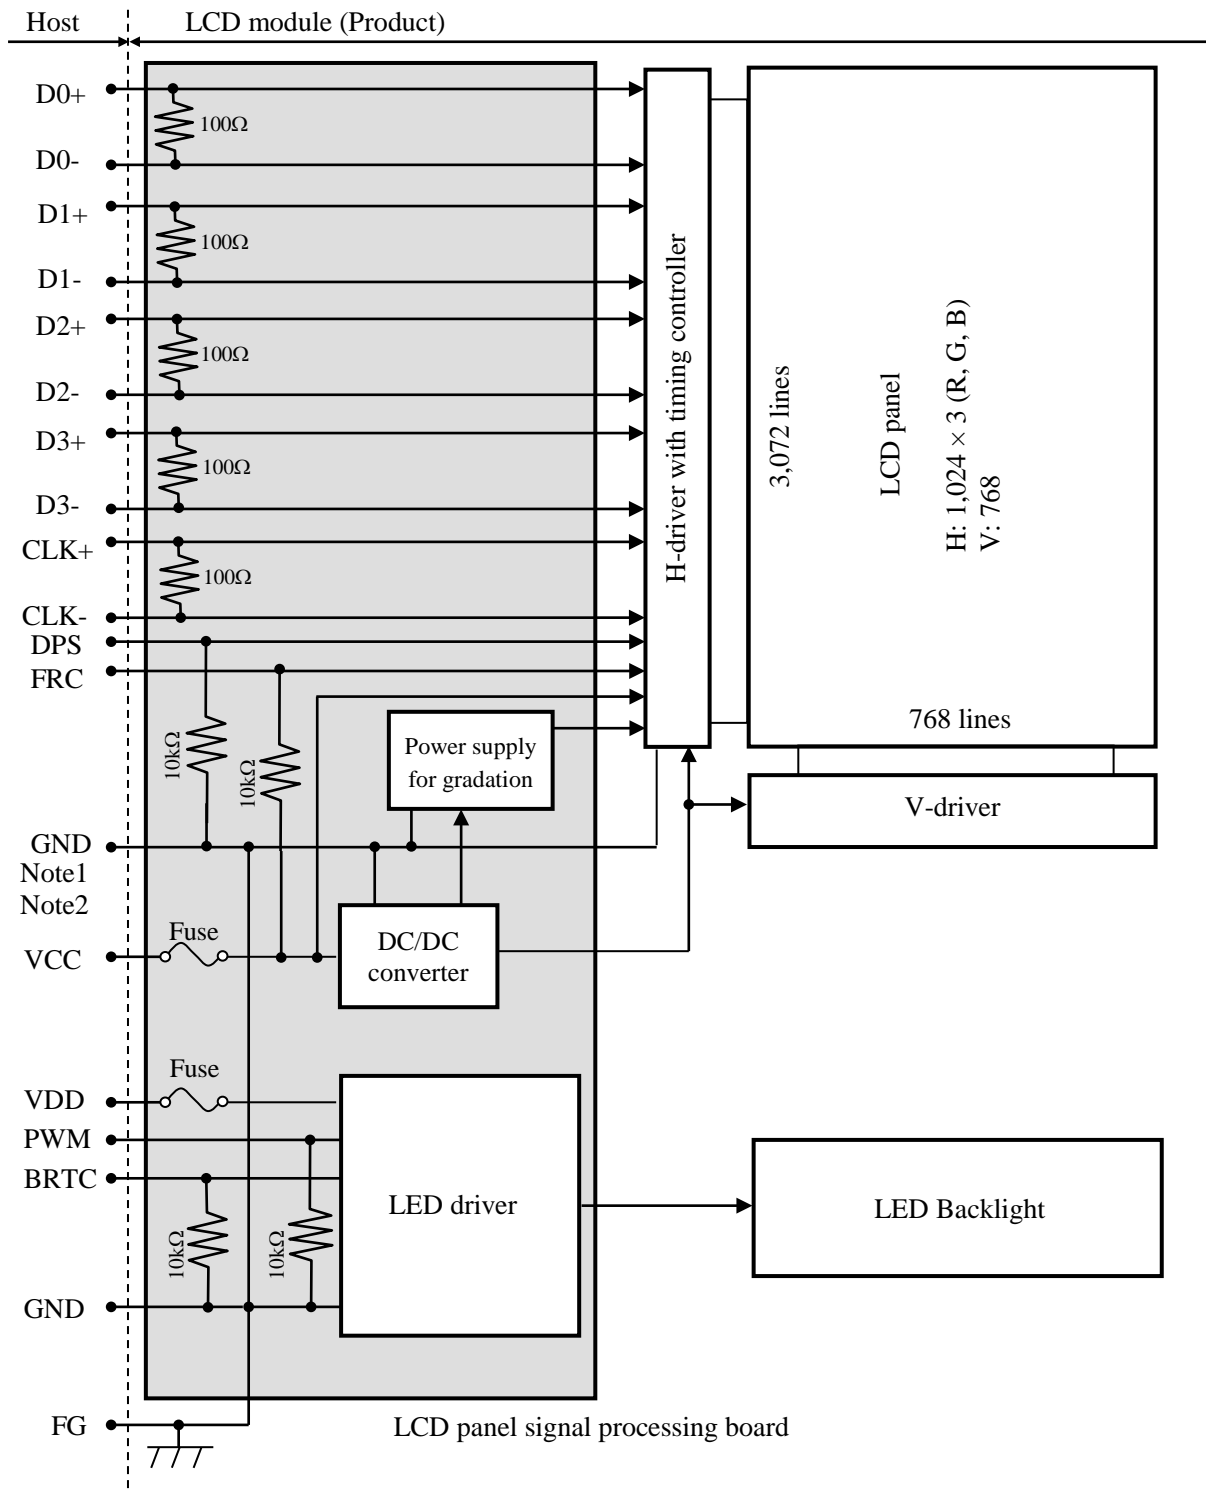 Host
LCD module (Product)
D0+
100Ω
D0-
D1+
100Ω
D1-
D2+
100Ω
D2-
D3+
100Ω
D3-
CLK+
100Ω
CLK-
DPS
FRC
10kΩ
10kΩ
Power supply
for gradation
H-driver with timing controller
3,072 lines
LCD panel
H: 1,024 × 3 (R, G, B)
V: 768
768 lines
V-driver
GND
Note1
Note2
Fuse
VCC
DC/DC
converter
Fuse
VDD
PWM
BRTC
10kΩ
10kΩ
LED driver
LED Backlight
GND
FG
LCD panel signal processing board